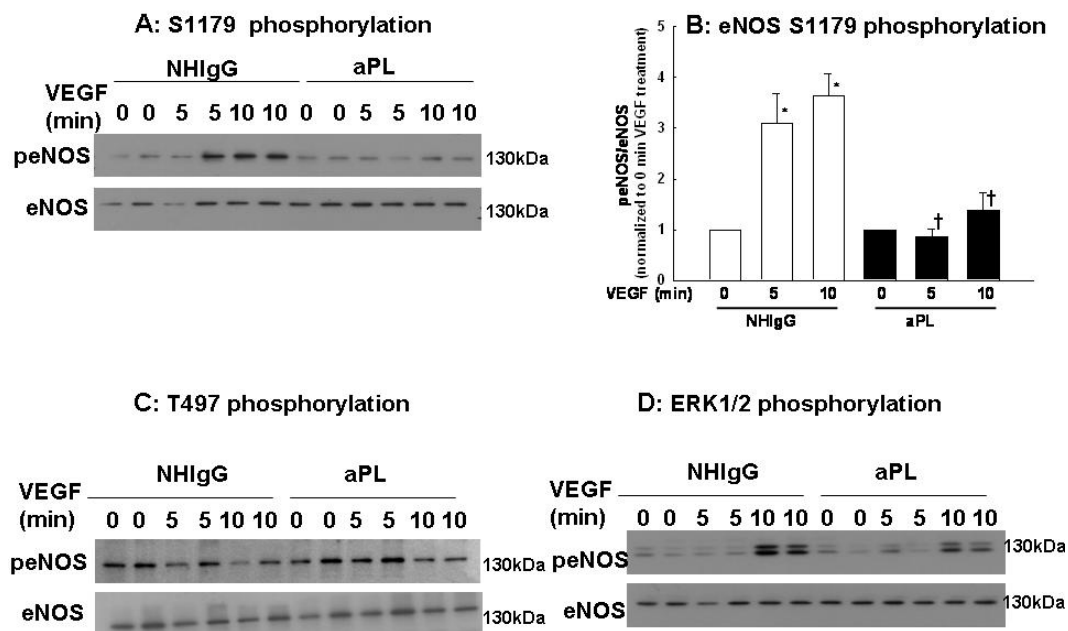 A: S1179 phosphorylation
NHIgG aPL
VEGF
(min) 0 0 5 5 10 10 0 0 5 5 10 10
peNOS 130kDa
eNOS 130kDa
B: eNOS S1179 phosphorylation
peNOS/eNOS
(normalized to 0 min VEGF treatment)
5
4
3
2
1
0
* * † †
VEGF (min) 0 5 10 0 5 10
NHIgG aPL
C: T497 phosphorylation
NHIgG aPL
VEGF
(min) 0 0 5 5 10 10 0 0 5 5 10 10
peNOS 130kDa
eNOS 130kDa
D: ERK1/2 phosphorylation
NHIgG aPL
VEGF
(min) 0 0 5 5 10 10 0 0 5 5 10 10
peNOS 130kDa
eNOS 130kDa